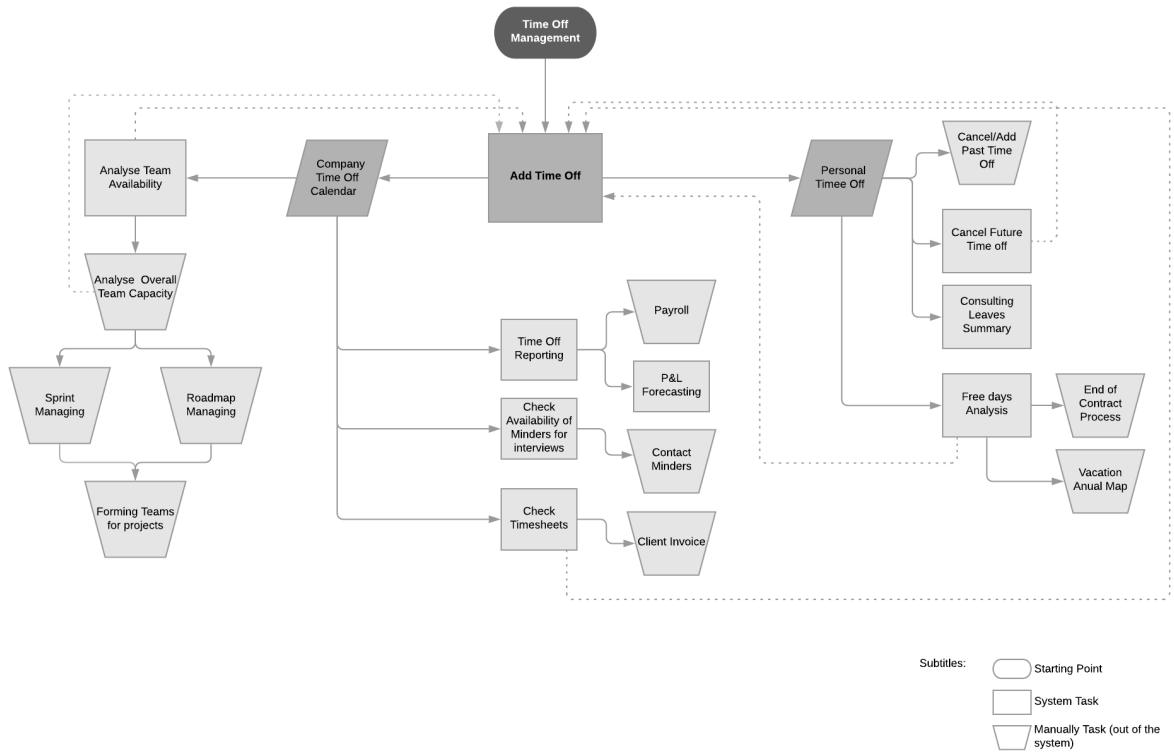 Time Off
Management
Analyse Team
Availability
Company
Time Off
Calendar
Add Time Off
Personal
Timee Off
Cancel/Add
Past Time
Off
Cancel Future
Time off
Consulting
Leaves
Summary
Analyse  Overall
Team Capacity
Sprint
Managing
Roadmap
Managing
Forming Teams
for projects
Time Off
Reporting
Payroll
P&L
Forecasting
Check
Availability of
Minders for
interviews
Contact
Minders
Check
Timesheets
Client Invoice
Free days
Analysis
End of
Contract
Process
Vacation
Anual Map
Subtitles:
Starting Point
System Task
Manually Task (out of the
system)